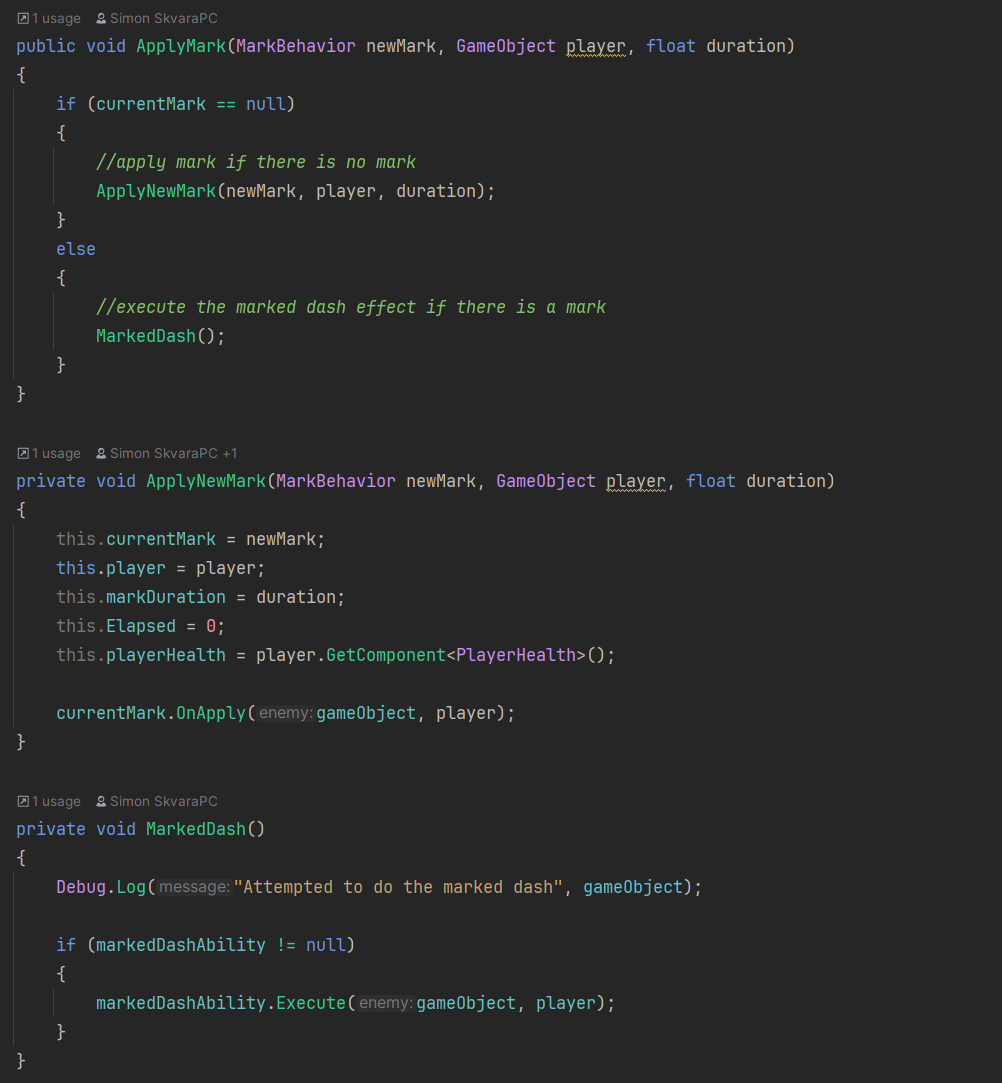 1 usage Simon SkvaraPC
public void ApplyMark(MarkBehavior newMark, GameObject player, float duration)
{
    if (currentMark == null)
    {
        //apply mark if there is no mark
        ApplyNewMark(newMark, player, duration);
    }
    else
    {
        //execute the marked dash effect if there is a mark
        MarkedDash();
    }
}
1 usage Simon SkvaraPC +1
private void ApplyNewMark(MarkBehavior newMark, GameObject player, float duration)
{
    this.currentMark = newMark;
    this.player = player;
    this.markDuration = duration;
    this.Elapsed = 0;
    this.playerHealth = player.GetComponent<PlayerHealth>();
    currentMark.OnApply(enemy:gameObject, player);
}
1 usage Simon SkvaraPC
private void MarkedDash()
{
    Debug.Log(message:"Attempted to do the marked dash", gameObject);
    if (markedDashAbility != null)
    {
        markedDashAbility.Execute(enemy:gameObject, player);
    }
}